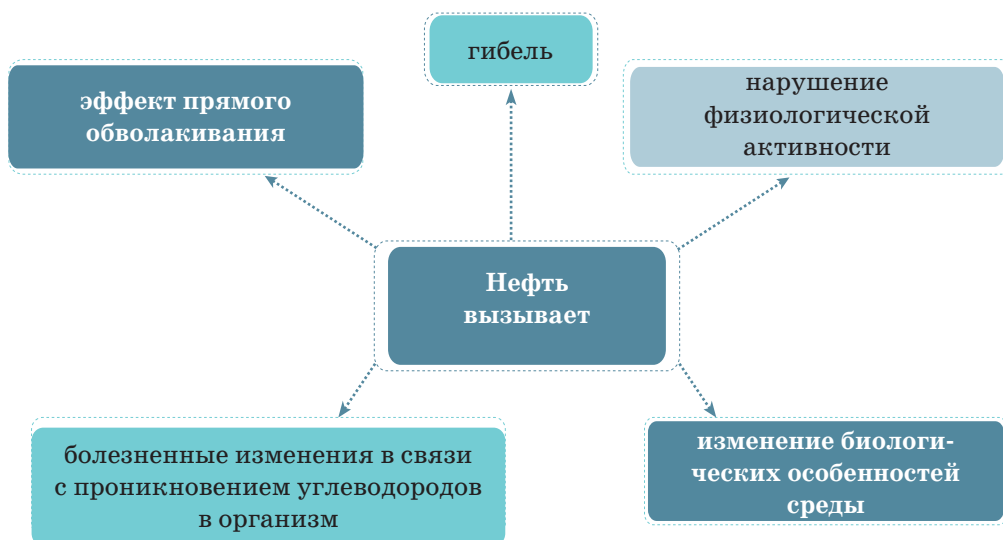 гибель
эффект прямого
обволакивания
нарушение
физиологической
активности
Нефть
вызывает
болезненные изменения в связи
с проникновением углеводородов
в организм
изменение биологи-
ческих особенностей
среды